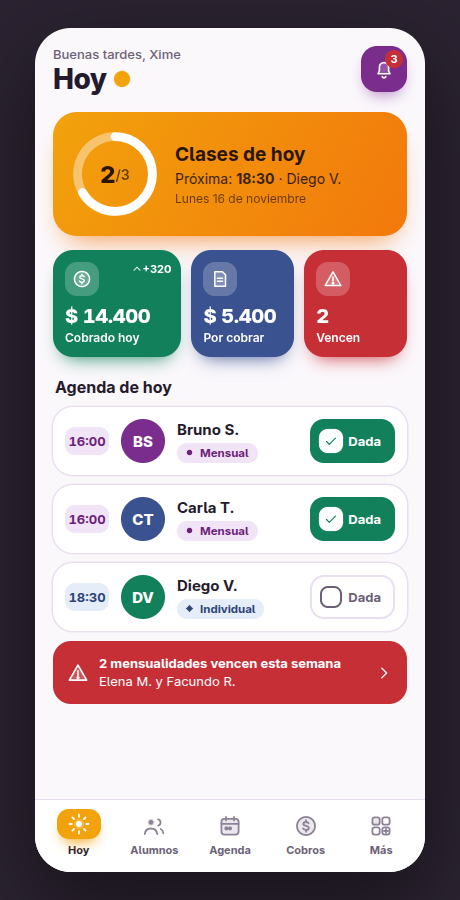 Buenas tardes, Xime
Hoy
3
2/3
Clases de hoy
Próxima: 18:30 · Diego V.
Lunes 16 de noviembre
+320
$ 14.400
Cobrado hoy
$ 5.400
Por cobrar
2
Vencen
Agenda de hoy
16:00
BS
Bruno S.
Mensual
Dada
16:00
CT
Carla T.
Mensual
Dada
18:30
DV
Diego V.
Individual
Dada
2 mensualidades vencen esta semana
Elena M. y Facundo R.
Hoy
Alumnos
Agenda
Cobros
Más